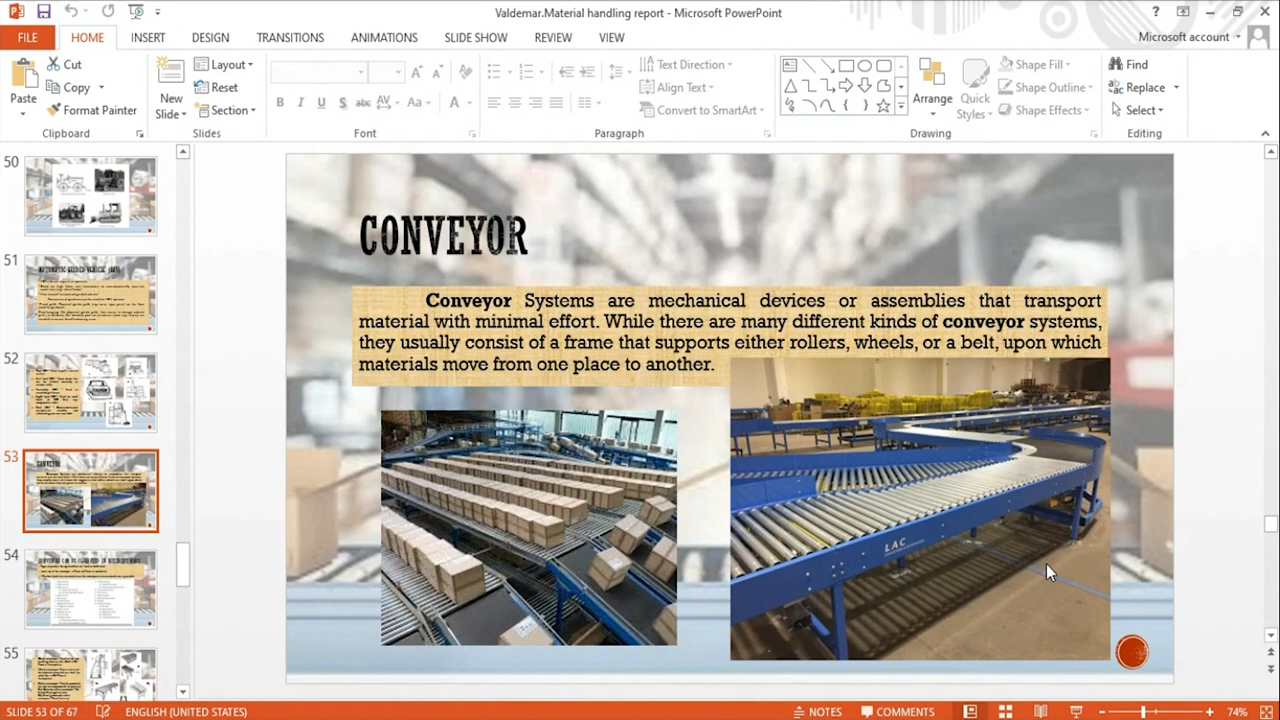 Valdemar.Material handling report - Microsoft PowerPoint
?
FILE
HOME
INSERT
DESIGN
TRANSITIONS
ANIMATIONS
SLIDE SHOW
REVIEW
VIEW
Microsoft account
Paste
Cut
Copy
Format Painter
Clipboard
New
Slide
Layout
Reset
Section
Slides
B I U S abc AV Aa A
Font
Text Direction
Align Text
Convert to SmartArt
Paragraph
Arrange
Quick
Styles
Shape Fill
Shape Outline
Shape Effects
Drawing
Find
Replace
Select
Editing
50
51
52
53
54
55
CONVEYOR
Conveyor Systems are mechanical devices or assemblies that transport
material with minimal effort. While there are many different kinds of conveyor systems,
they usually consist of a frame that supports either rollers, wheels, or a belt, upon which
materials move from one place to another.
LAC
SLIDE 53 OF 67
ENGLISH (UNITED STATES)
NOTES
COMMENTS
74%